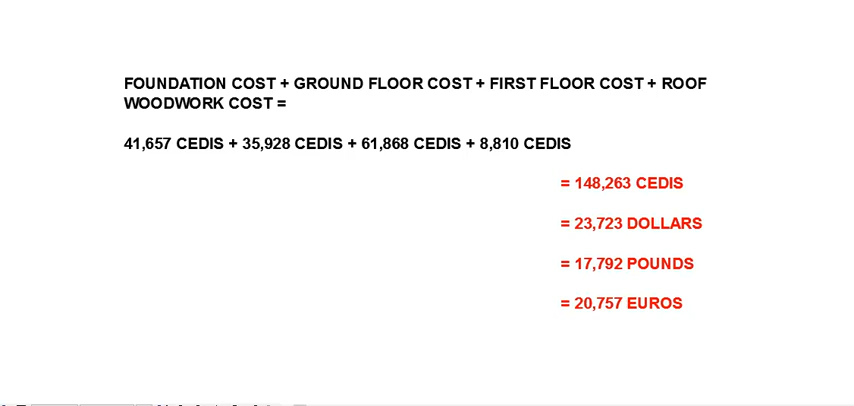 FOUNDATION COST + GROUND FLOOR COST + FIRST FLOOR COST + ROOF
WOODWORK COST =
41,657 CEDIS + 35,928 CEDIS + 61,868 CEDIS + 8,810 CEDIS
= 148,263 CEDIS
= 23,723 DOLLARS
= 17,792 POUNDS
= 20,757 EUROS